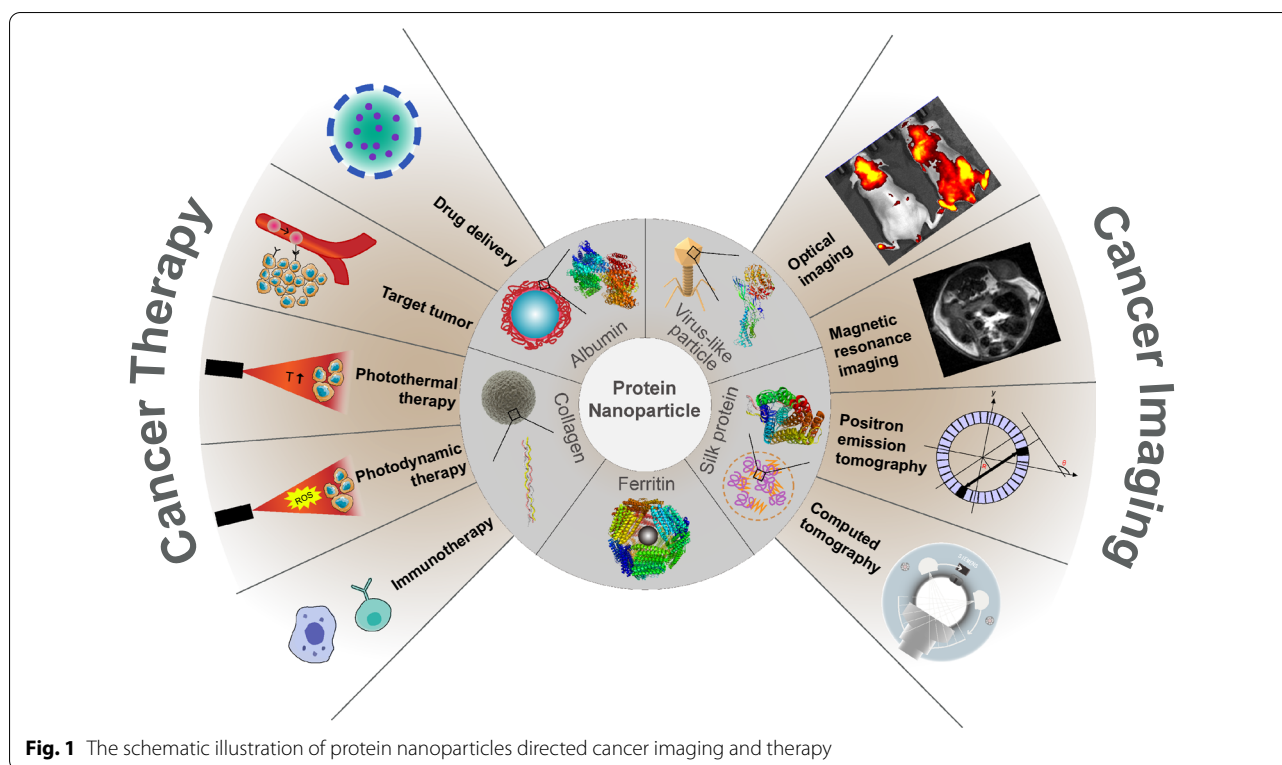 Cancer Therapy
Drug delivery
Target tumor
Photothermal
therapy
T↑
Photodynamic
therapy
ROS
Immunotherapy
Albumin
Virus-like
particle
Collagen
Protein
Nanoparticle
Silk protein
Ferritin
Optical
imaging
Magnetic
resonance
imaging
Positron
emission
tomography
y
R
θ
Computed
tomography
Cancer Imaging
Fig. 1 The schematic illustration of protein nanoparticles directed cancer imaging and therapy